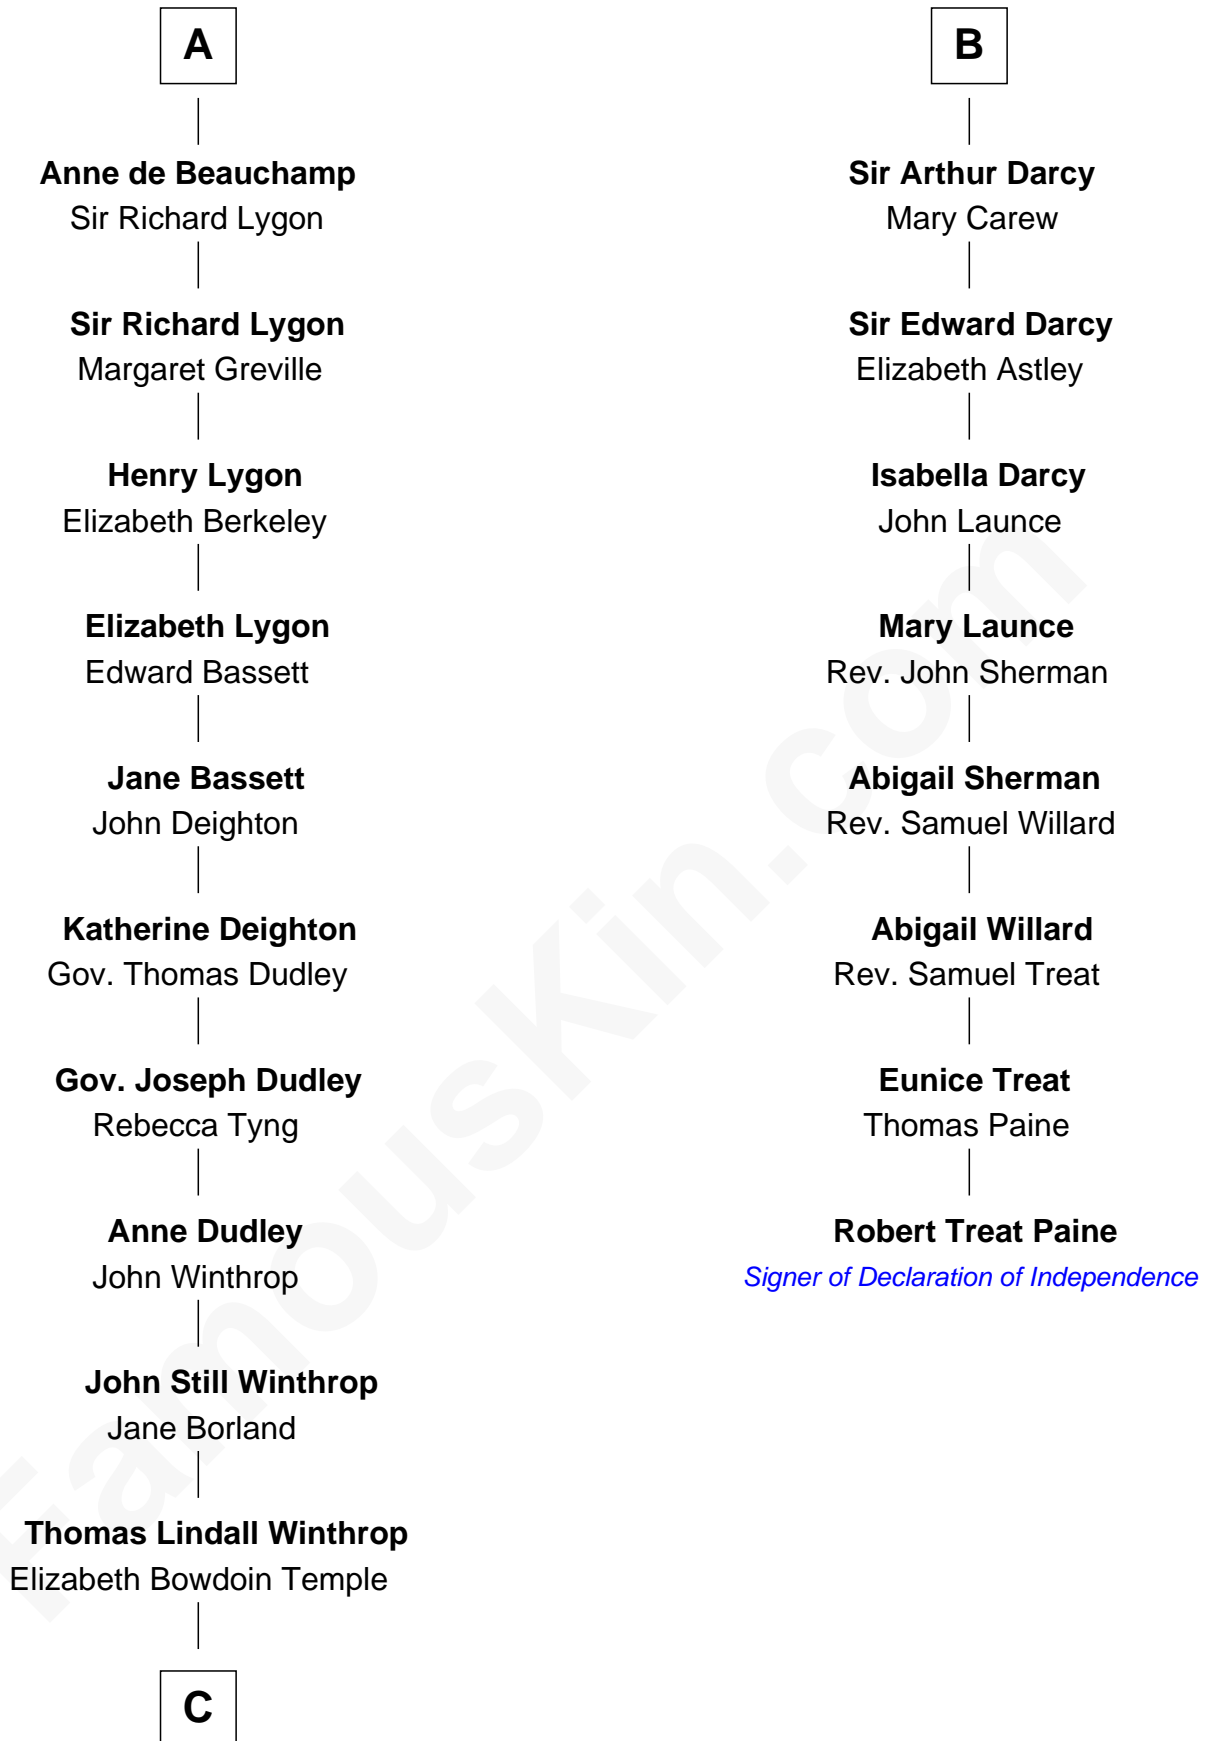 A
Anne de Beauchamp
Sir Richard Lygon
Sir Richard Lygon
Margaret Greville
Henry Lygon
Elizabeth Berkeley
Elizabeth Lygon
Edward Bassett
Jane Bassett
John Deighton
Katherine Deighton
Gov. Thomas Dudley
Gov. Joseph Dudley
Rebecca Tyng
Anne Dudley
John Winthrop
John Still Winthrop
Jane Borland
Thomas Lindall Winthrop
Elizabeth Bowdoin Temple
C
B
Sir Arthur Darcy
Mary Carew
Sir Edward Darcy
Elizabeth Astley
Isabella Darcy
John Launce
Mary Launce
Rev. John Sherman
Abigail Sherman
Rev. Samuel Willard
Abigail Willard
Rev. Samuel Treat
Eunice Treat
Thomas Paine
Robert Treat Paine
Signer of Declaration of Independence
FamousKin.com